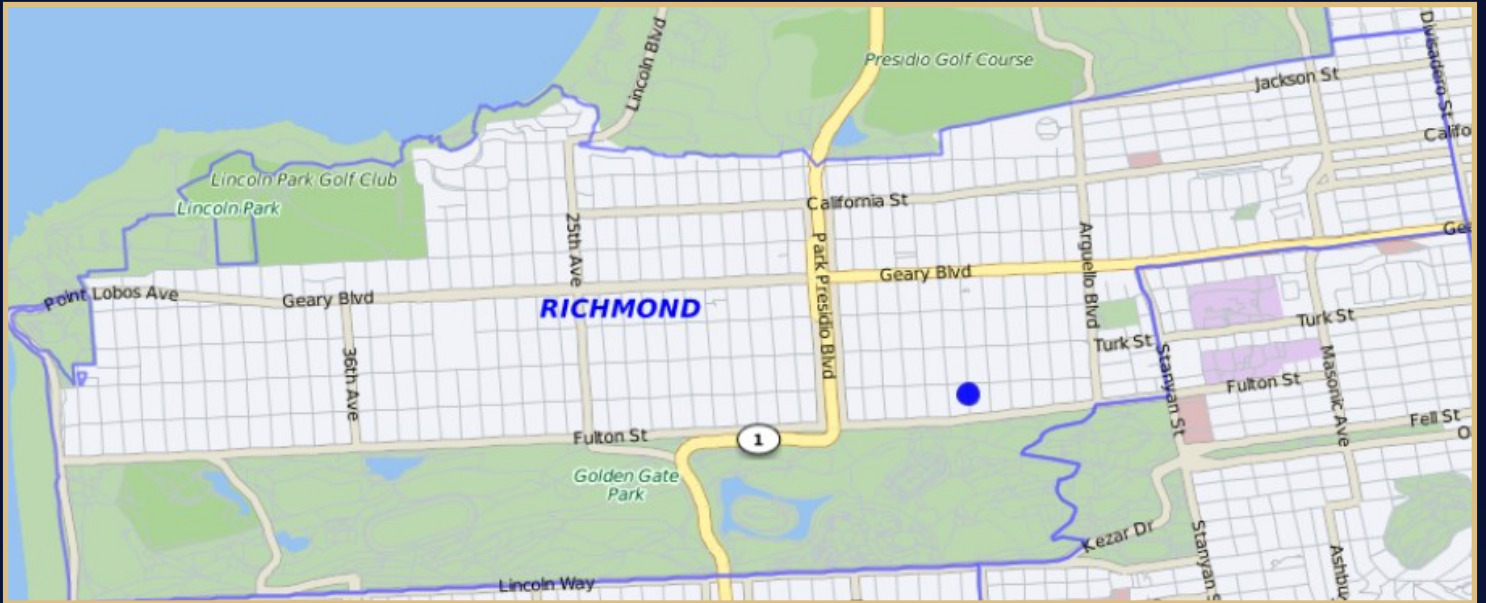 Lincoln Blvd
Divisadero St
Presidio Golf Course
Jackson St
Lincoln Park Golf Club
Lincoln Park
25th Ave
California St
Park Presidio Blvd
Arguello Blvd
Geary Blvd
Point Lobos Ave
Geary Blvd
RICHMOND
36th Ave
Turk St
Turk St
Stanyan St
Masonic Ave
Fulton St
Fulton St
1
Fell St
Golden Gate
Park
Kezar Dr
Stanyan S
Ashbu
Lincoln Way
Califo
Gea
O